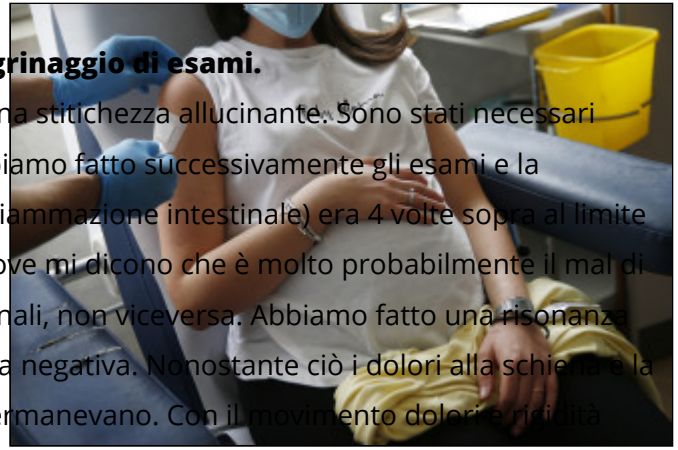 grinaggio di esami.
na stitichezza allucinante. Sono stati necessari
iamo fatto successivamente gli esami e la
iammazione intestinale) era 4 volte sopra al limite
ove mi dicono che è molto probabilmente il mal di
nali, non viceversa. Abbiamo fatto una risonanza
a negativa. Nonostante ciò i dolori alla schiena e la
ermanevano. Con il movimento dolori e rigidità